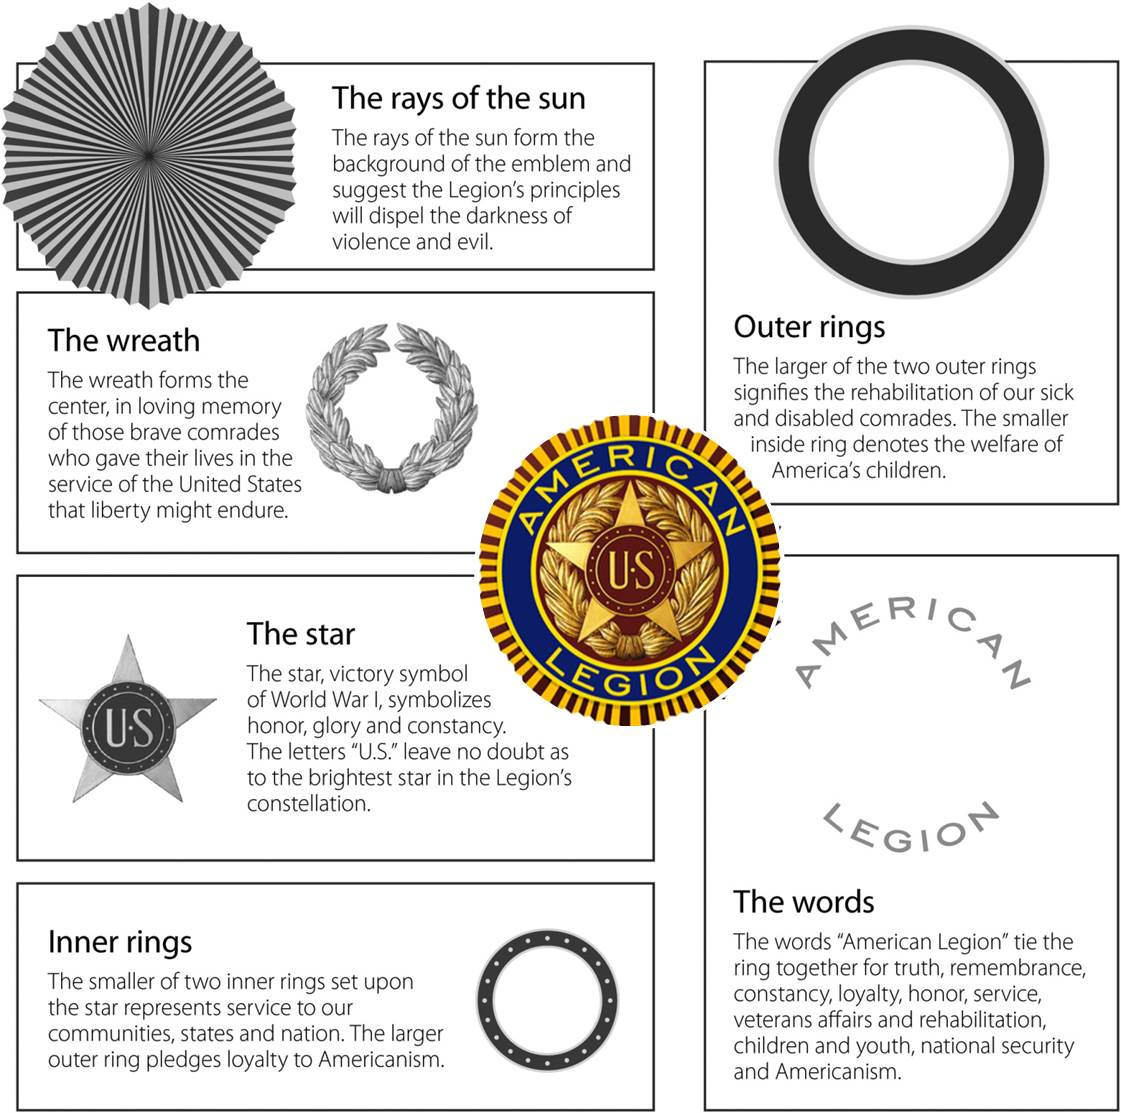 The rays of the sun
The rays of the sun form the
background of the emblem and
suggest the Legion’s principles
will dispel the darkness of
violence and evil.
The wreath
The wreath forms the
center, in loving memory
of those brave comrades
who gave their lives in the
service of the United States
that liberty might endure.
The star
The star, victory symbol
of World War I, symbolizes
honor, glory and constancy.
The letters “U.S.” leave no doubt as
to the brightest star in the Legion’s
constellation.
U·S
Inner rings
The smaller of two inner rings set upon
the star represents service to our
communities, states and nation. The larger
outer ring pledges loyalty to Americanism.
AMERICAN
U·S
LEGION
Outer rings
The larger of the two outer rings
signifies the rehabilitation of our sick
and disabled comrades. The smaller
inside ring denotes the welfare of
America’s children.
AMERICAN
LEGION
The words
The words “American Legion” tie the
ring together for truth, remembrance,
constancy, loyalty, honor, service,
veterans affairs and rehabilitation,
children and youth, national security
and Americanism.